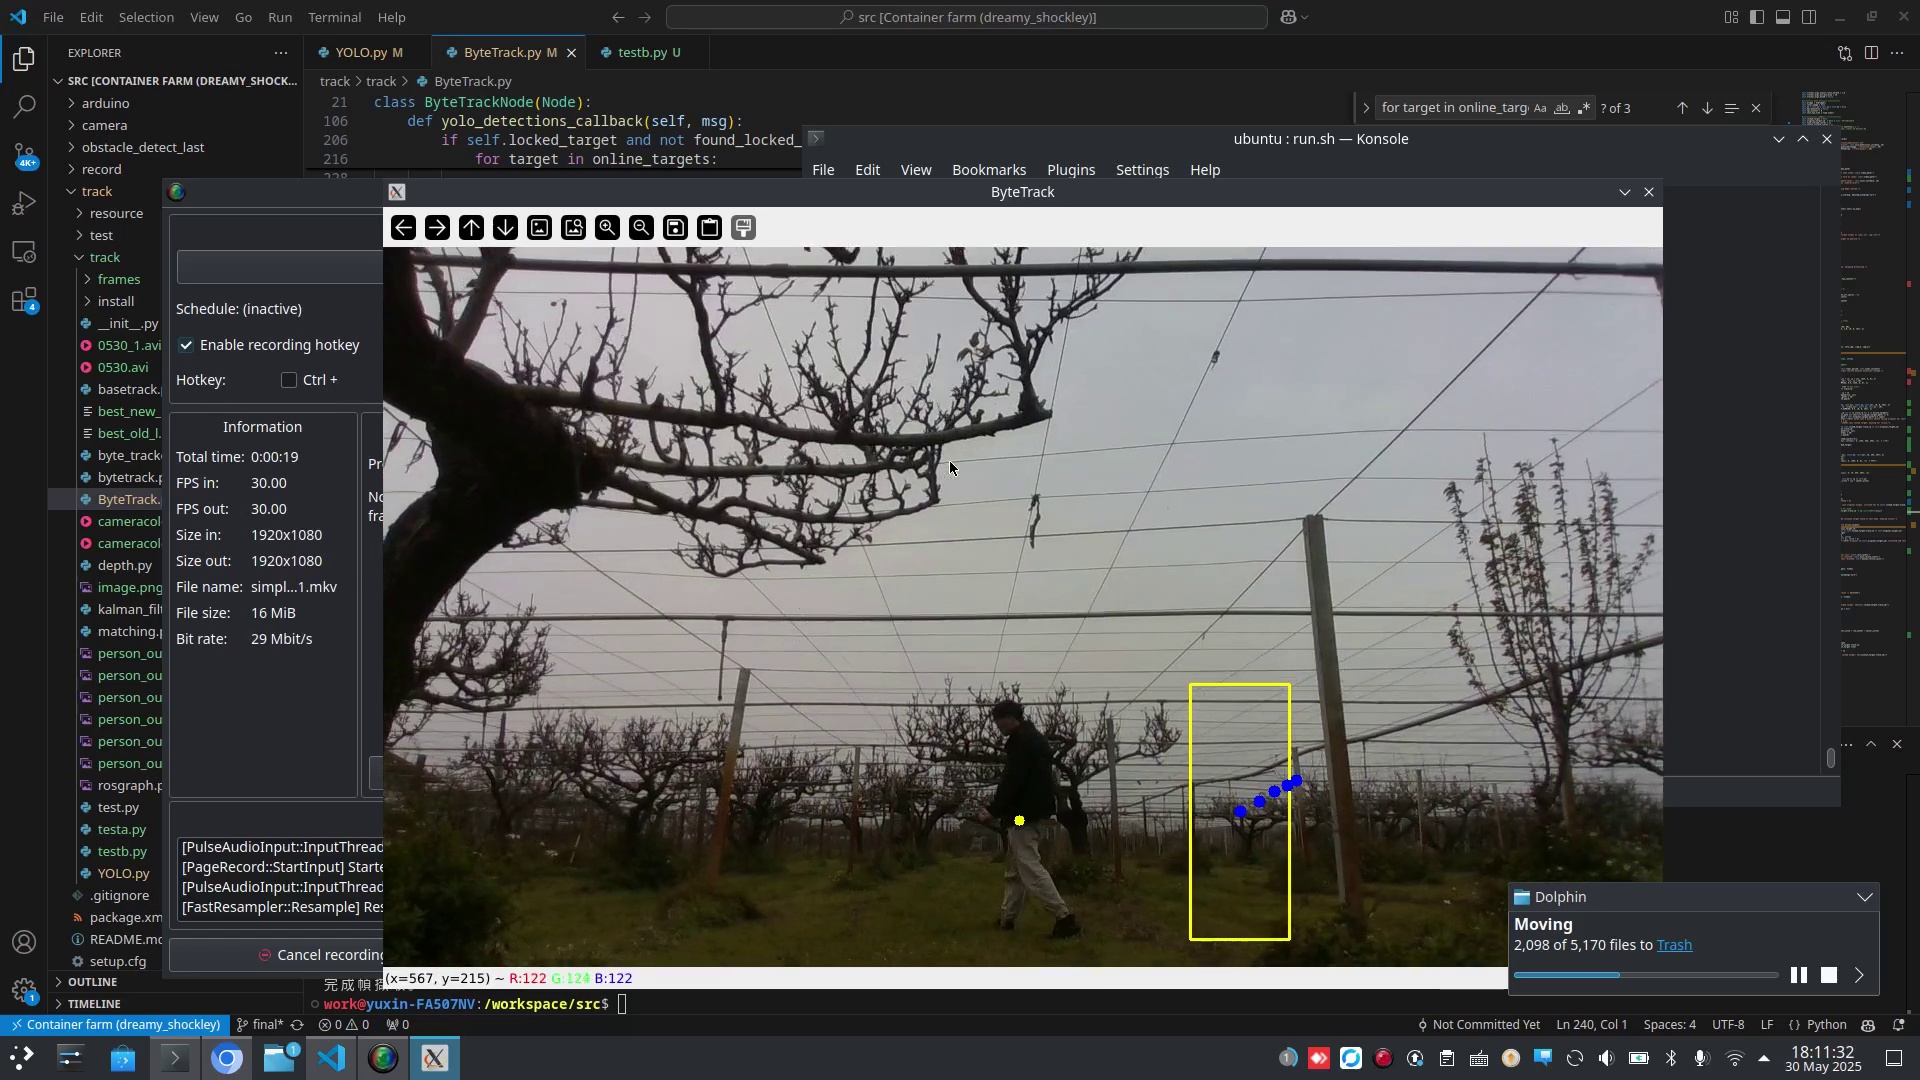 File Edit Selection View Go Run Terminal Help
src [Container farm (dreamy_shockley)]
EXPLORER
YOLO.py M
ByteTrack.py M
testb.py U
SRC [CONTAINER FARM (DREAMY_SHOCK...
track > track > ByteTrack.py
arduino
camera
obstacle_detect_last
record
track
resource
test
track
frames
install
__init__.py
0530_1.avi
0530.avi
basetrack.
best_new_
best_old_l.
byte_track
bytetrack.p
ByteTrack.
cameracol
cameracol
depth.py
image.png
kalman_filt
matching.p
person_ou
person_ou
person_ou
person_ou
person_ou
person_ou
rosgraph.p
test.py
testa.py
testb.py
YOLO.py
.gitignore
package.xm
README.md
setup.cfg
OUTLINE
TIMELINE
21 class ByteTrackNode(Node):
106 def yolo_detections_callback(self, msg):
206 if self.locked_target and not found_locked_
216 for target in online_targets:
for target in online_targ
Aa ab
? of 3
ubuntu : run.sh — Konsole
File Edit View Bookmarks Plugins Settings Help
ByteTrack
Schedule: (inactive)
Enable recording hotkey
Hotkey: Ctrl +
Information
Total time: 0:00:19
FPS in: 30.00
FPS out: 30.00
Size in: 1920x1080
Size out: 1920x1080
File name: simpl...1.mkv
File size: 16 MiB
Bit rate: 29 Mbit/s
Pr
No
fra
[PulseAudioInput::InputThread
[PageRecord::StartInput] Starte
[PulseAudioInput::InputThread
[FastResampler::Resample] Res
Cancel recording
(x=567, y=215) ~ R:122 G:124 B:122
work@yuxin-FA507NV:/workspace/src$
Dolphin
Moving
2,098 of 5,170 files to Trash
4K+
4
1
Container farm (dreamy_shockley)
final*
0 0
0
Not Committed Yet
Ln 240, Col 1
Spaces: 4
UTF-8
LF
{} Python
1
1
18:11:32
30 May 2025